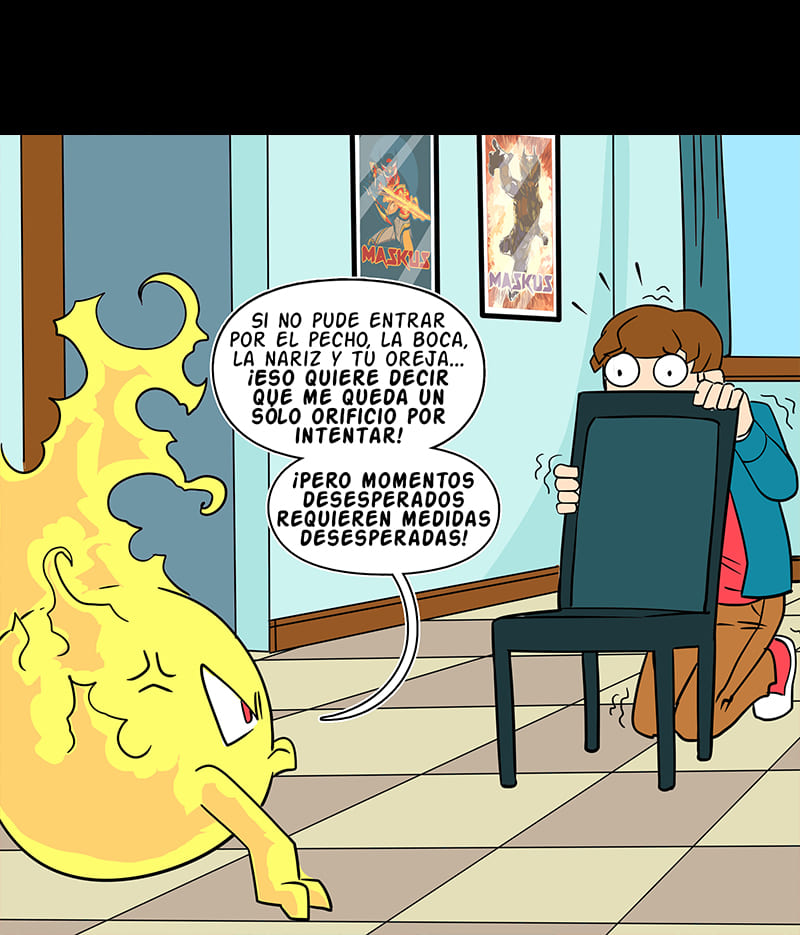 MASKUS
MASKUS
SI NO PUDE ENTRAR
POR EL PECHO, LA BOCA,
LA NARIZ Y TU OREJA...
¡ESO QUIERE DECIR
QUE ME QUEDA UN
SÓLO ORIFICIO POR
INTENTAR!
¡PERO MOMENTOS
DESESPERADOS
REQUIEREN MEDIDAS
DESESPERADAS!